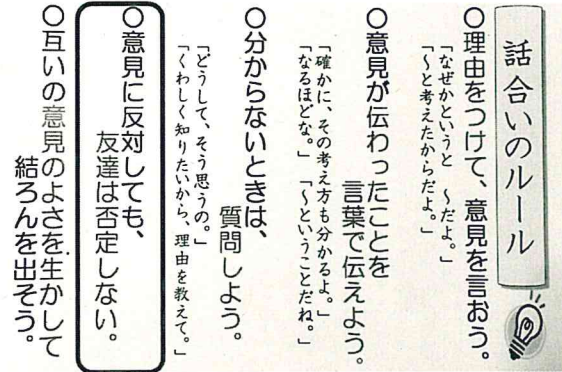 話合いのルール
○理由をつけて、意見を言おう。
「なぜかというと　～だよ。」
「～と考えたからだよ。」
○意見が伝わったことを
言葉で伝えよう。
「確かに、その考え方も分かるよ。」
「なるほどな。」「～ということだね。」
○分からないときは、
質問しよう。
「どうして、そう思うの。」
「くわしく知りたいから、理由を教えて。」
○意見に反対しても、
友達は否定しない。
○互いの意見のよさを生かして
結ろんを出そう。